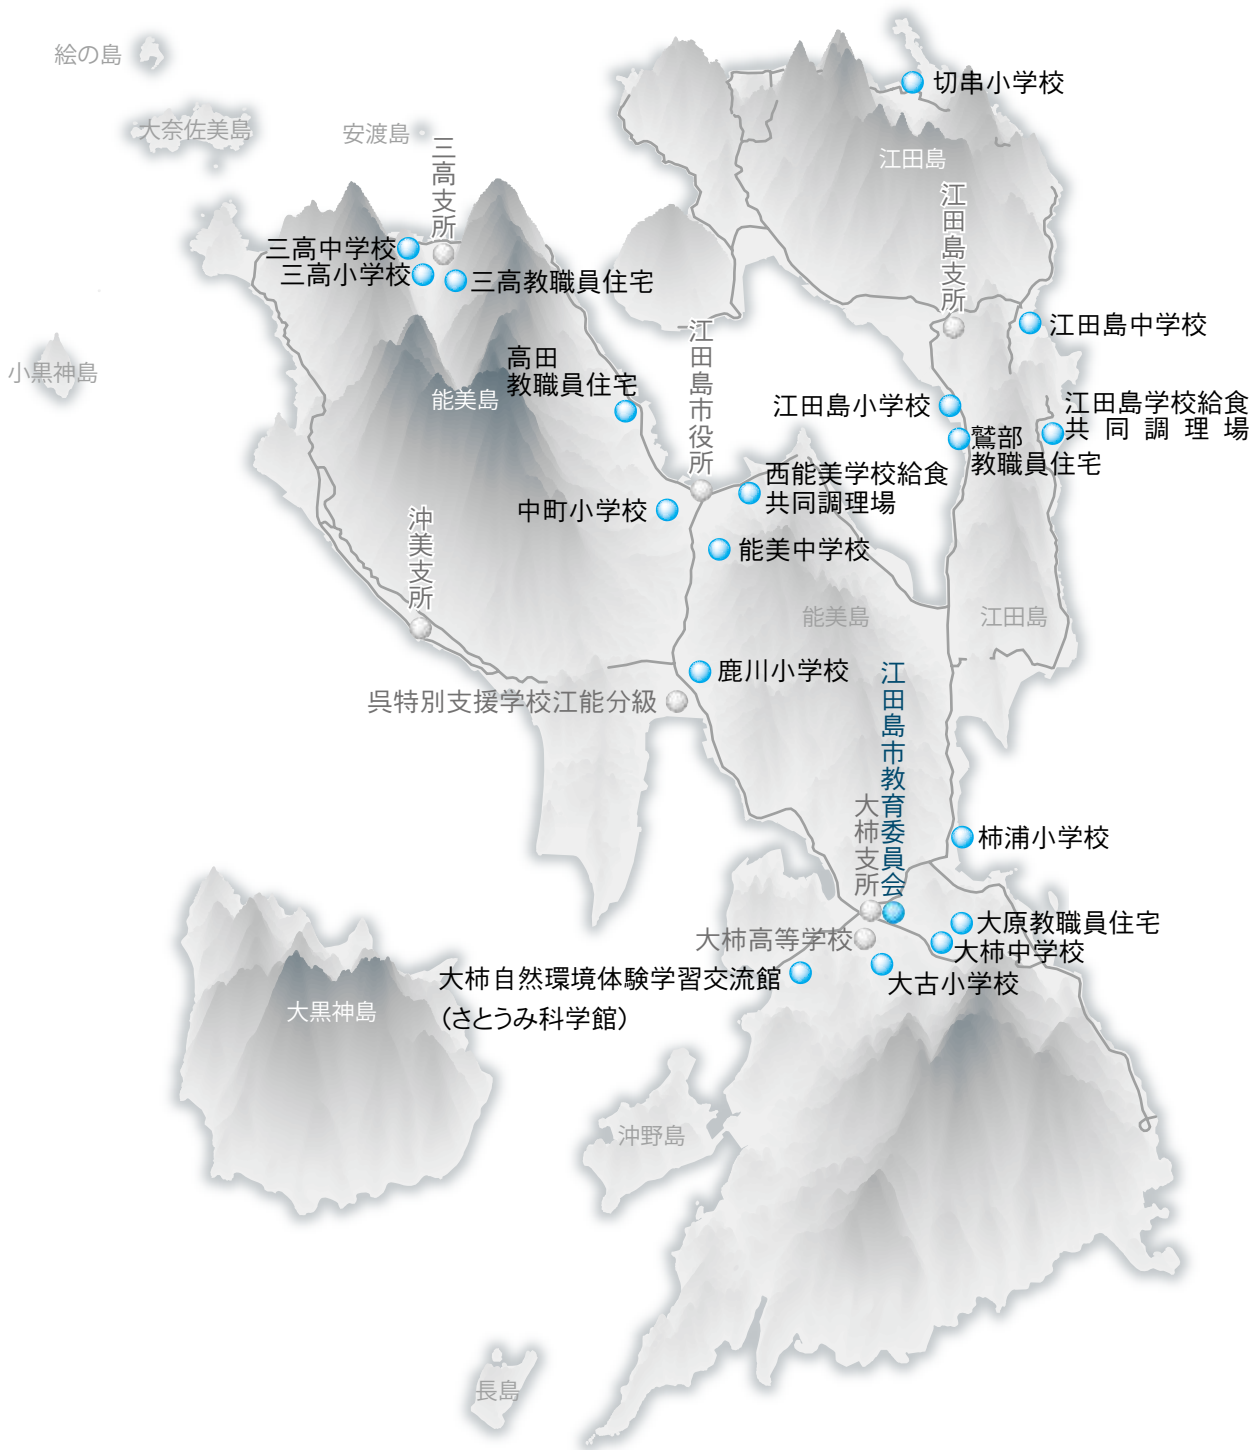 絵の島
切串小学校
大奈佐美島
安渡島
三高支所
江田島
江田島支所
三高中学校
三高小学校
三高教職員住宅
江田島中学校
小黒神島
高田
教職員住宅
能美島
江田島市役所
江田島小学校
江田島学校給食
共同調理場
鷲部
教職員住宅
西能美学校給食
共同調理場
中町小学校
沖美支所
能美中学校
能美島
江田島
鹿川小学校
呉特別支援学校江能分級
江田島市教育委員会
大柿支所
柿浦小学校
大原教職員住宅
大柿高等学校
大柿中学校
大柿自然環境体験学習交流館
（さとうみ科学館）
大古小学校
大黒神島
沖野島
長島